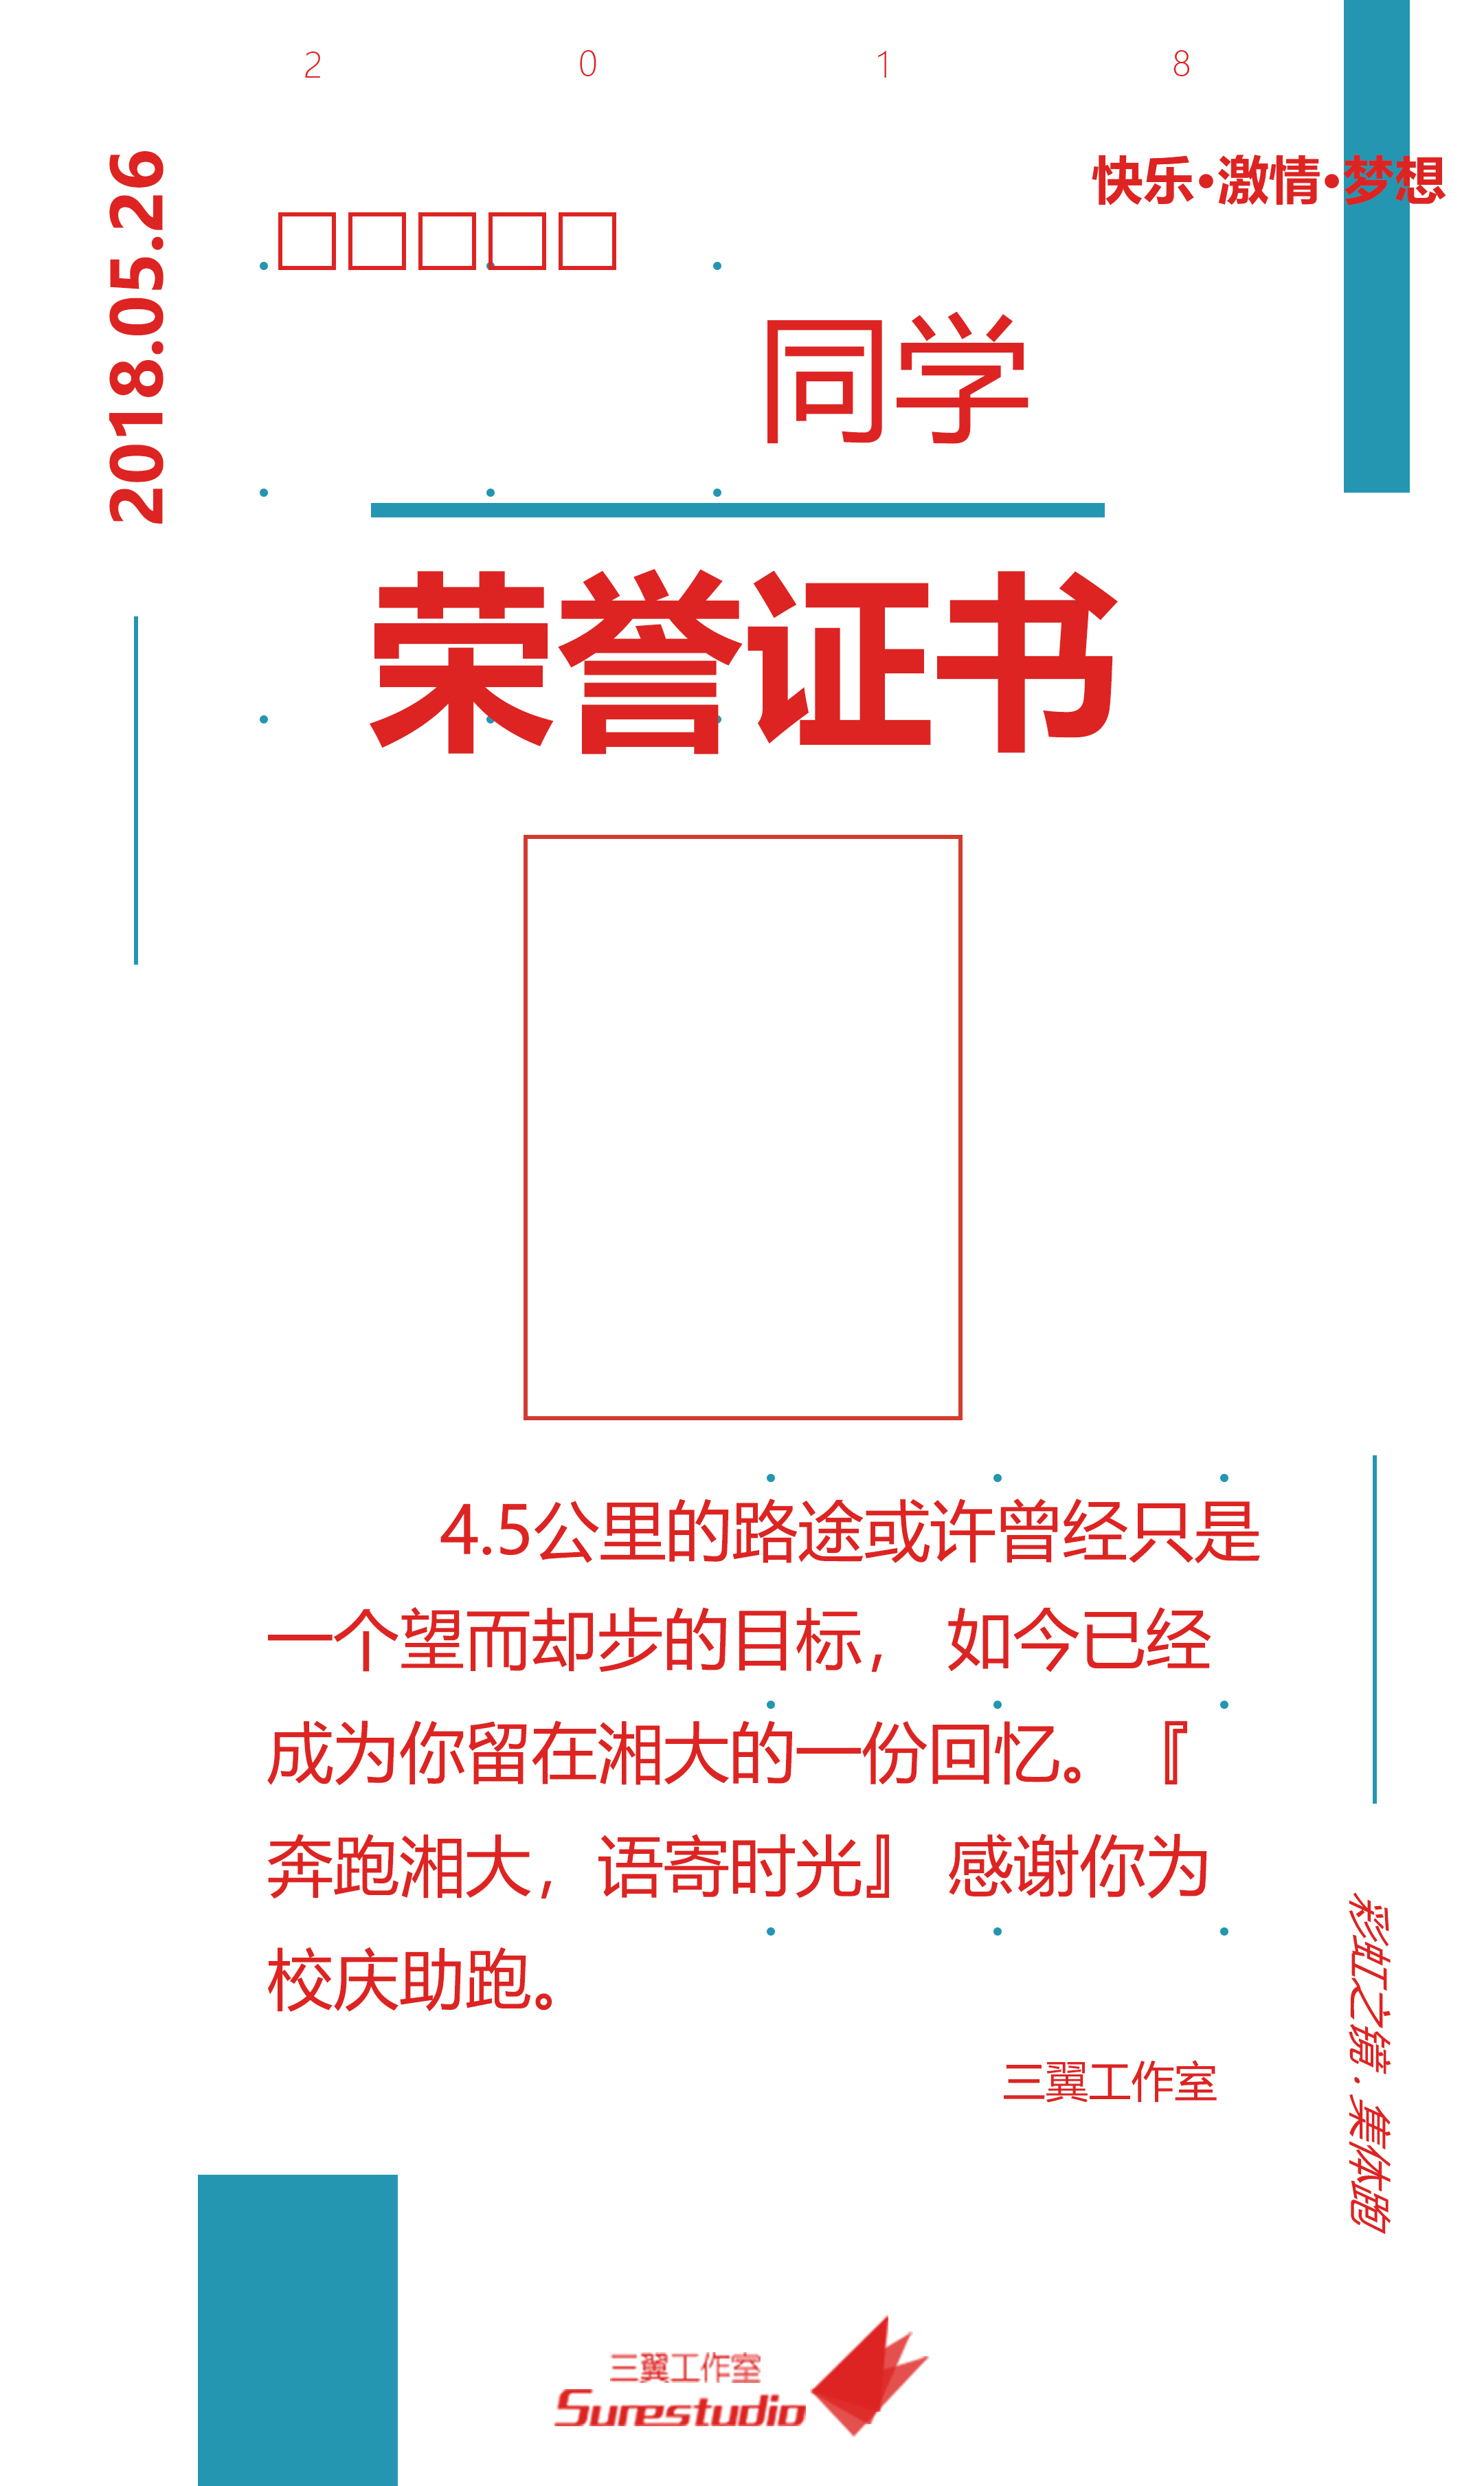 2 0 1 8
2018.05.26
快乐·激情·梦想
□□□□□
同学
荣誉证书
4.5公里的路途或许曾经只是
一个望而却步的目标， 如今已经
成为你留在湘大的一份回忆。 『
奔跑湘大，语寄时光』 感谢你为
校庆助跑。
三翼工作室
彩虹之镜·集体跑
三翼工作室
Surestudio